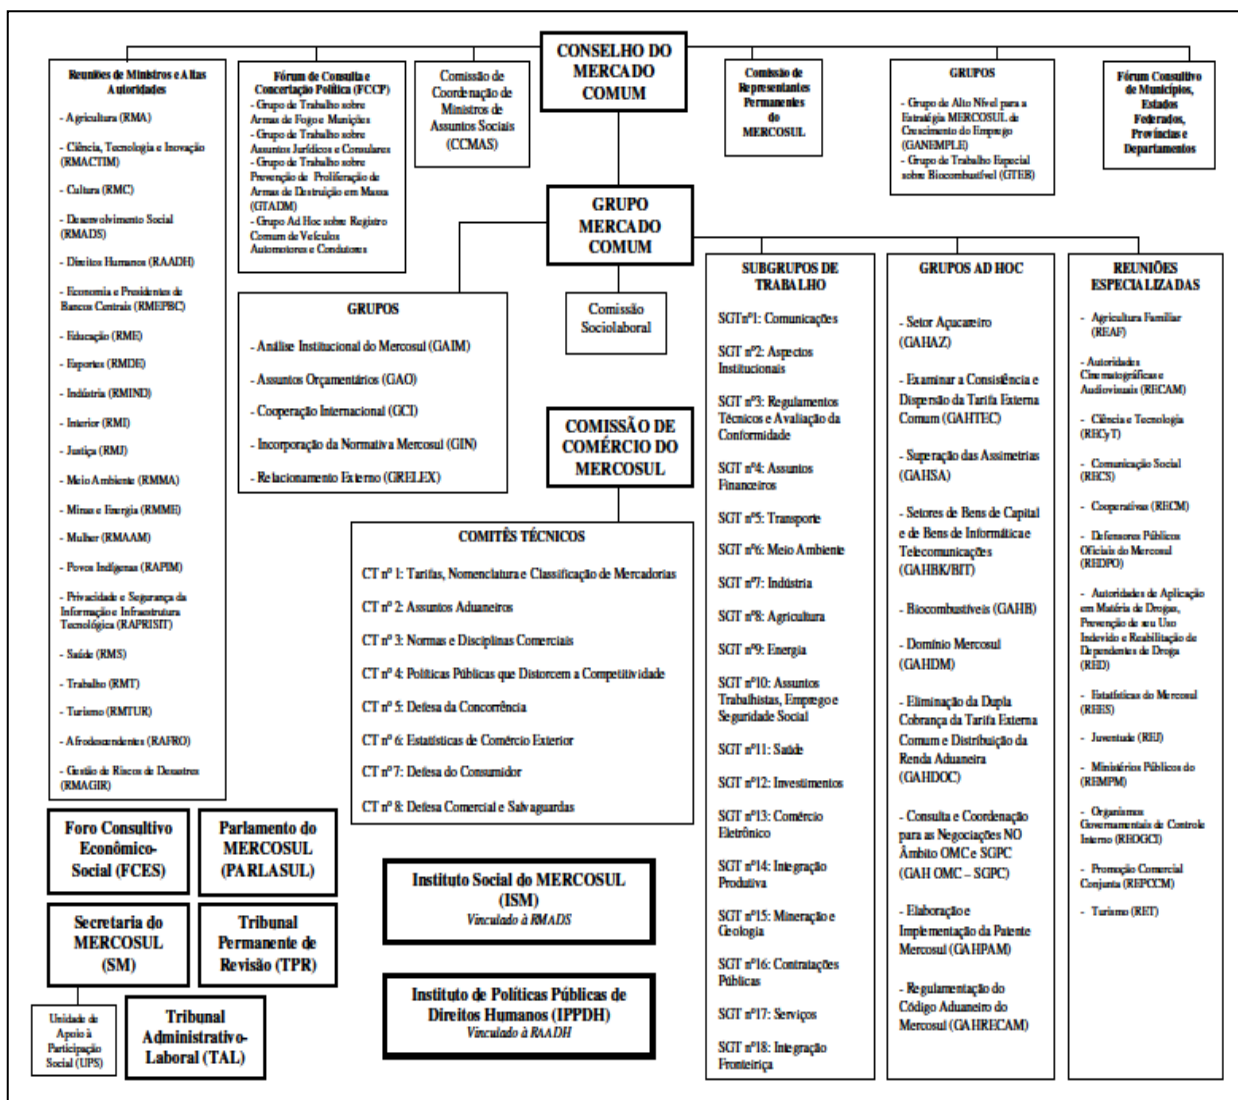 CONSELHO DO
MERCADO
COMUM
Reuniões de Ministros e Altas
Autoridades
- Agricultura (RMA)
- Ciência, Tecnologia e Inovação
(RMACTIM)
- Cultura (RMC)
- Desenvolvimento Social
(RMADS)
- Direitos Humanos (RAADH)
- Economia e Presidentes de
Bancos Centrais (RMEPBC)
- Educação (RME)
- Esportes (RMDE)
- Indústria (RMIND)
- Interior (RMI)
- Justiça (RMJ)
- Meio Ambiente (RMMA)
- Minas e Energia (RMME)
- Mulher (RMAAM)
- Povos Indígenas (RAPIM)
- Privacidade e Segurança da
Informação e Infraestrutura
Tecnológica (RAPRISIT)
- Saúde (RMS)
- Trabalho (RMT)
- Turismo (RMTUR)
- Afrodescendentes (RAFRO)
- Gestão de Riscos de Desastres
(RMAGIR)
Fórum de Consulta e
Concertação Política (FCCP)
- Grupo de Trabalho sobre
Armas de Fogo e Munições
- Grupo de Trabalho sobre
Assuntos Jurídicos e Consulares
- Grupo de Trabalho sobre
Prevenção de Proliferação de
Armas de Destruição em Massa
(GTADM)
- Grupo Ad Hoc sobre Registro
Comum de Veículos
Automotores e Condutores
Comissão de
Coordenação de
Ministros de
Assuntos Sociais
(CCMAS)
Comissão de
Representantes
Permanentes
do
MERCOSUL
GRUPOS
- Grupo de Alto Nível para a
Estratégia MERCOSUL de
Crescimento do Emprego
(GANEMPLE)
- Grupo de Trabalho Especial
sobre Biocombustível (GTEB)
Fórum Consultivo
de Municípios,
Estados
Federados,
Províncias e
Departamentos
GRUPO
MERCADO
COMUM
GRUPOS
- Análise Institucional do Mercosul (GAIM)
- Assuntos Orçamentários (GAO)
- Cooperação Internacional (GCI)
- Incorporação da Normativa Mercosul (GIN)
- Relacionamento Externo (GRELEX)
Comissão
Sociolaboral
COMISSÃO DE
COMÉRCIO DO
MERCOSUL
COMITÊS TÉCNICOS
CT nº 1: Tarifas, Nomenclatura e Classificação de Mercadorias
CT nº 2: Assuntos Aduaneiros
CT nº 3: Normas e Disciplinas Comerciais
CT nº 4: Políticas Públicas que Distorcem a Competitividade
CT nº 5: Defesa da Concorrência
CT nº 6: Estatísticas de Comércio Exterior
CT nº 7: Defesa do Consumidor
CT nº 8: Defesa Comercial e Salvaguardas
SUBGRUPOS DE
TRABALHO
SGTnº1: Comunicações
SGT nº2: Aspectos
Institucionais
SGT nº3: Regulamentos
Técnicos e Avaliação da
Conformidade
SGT nº4: Assuntos
Financeiros
SGT nº5: Transporte
SGT nº6: Meio Ambiente
SGT nº7: Indústria
SGT nº8: Agricultura
SGT nº9: Energia
SGT nº10: Assuntos
Trabalhistas, Emprego e
Seguridade Social
SGT nº11: Saúde
SGT nº12: Investimentos
SGT nº13: Comércio
Eletrônico
SGT nº14: Integração
Produtiva
SGT nº15: Mineração e
Geologia
SGT nº16: Contratações
Públicas
SGT nº17: Serviços
SGT nº18: Integração
Fronteiriça
GRUPOS AD HOC
- Setor Açucareiro
(GAHAZ)
- Examinar a Consistência e
Dispersão da Tarifa Externa
Comum (GAHTEC)
- Superação das Assimetrias
(GAHSA)
- Setores de Bens de Capital
e de Bens de Informática e
Telecomunicações
(GAHBK/BIT)
- Biocombustíveis (GAHB)
- Domínio Mercosul
(GAHDM)
- Eliminação da Dupla
Cobrança da Tarifa Externa
Comum e Distribuição da
Renda Aduaneira
(GAHDOC)
- Consulta e Coordenação
para as Negociações NO
Âmbito OMC e SGPC
(GAH OMC – SGPC)
- Elaboração e
Implementação da Patente
Mercosul (GAHPAM)
- Regulamentação do
Código Aduaneiro do
Mercosul (GAHRECAM)
REUNIÕES
ESPECIALIZADAS
- Agricultura Familiar
(REAF)
- Autoridades
Cinematográficas e
Audiovisuais (RECAM)
- Ciência e Tecnologia
(RECyT)
- Comunicação Social
(RECS)
- Cooperativas (RECM)
- Defensores Públicos
Oficiais do Mercosul
(REDPO)
- Autoridades de Aplicação
em Matéria de Drogas,
Prevenção de seu Uso
Indevido e Reabilitação de
Dependentes de Droga
(RED)
- Estatísticas do Mercosul
(REES)
- Juventude (REJ)
- Ministérios Públicos do
(REMPM)
- Organismos
Governamentais de Controle
Interno (REOGCI)
- Promoção Comercial
Conjunta (REPCCM)
- Turismo (RET)
Foro Consultivo
Econômico-
Social (FCES)
Parlamento do
MERCOSUL
(PARLASUL)
Secretaria do
MERCOSUL
(SM)
Tribunal
Permanente de
Revisão (TPR)
Unidade de
Apoio à
Participação
Social (UPS)
Tribunal
Administrativo-
Laboral (TAL)
Instituto Social do MERCOSUL
(ISM)
Vinculado à RMADS
Instituto de Políticas Públicas de
Direitos Humanos (IPPDH)
Vinculado à RAADH